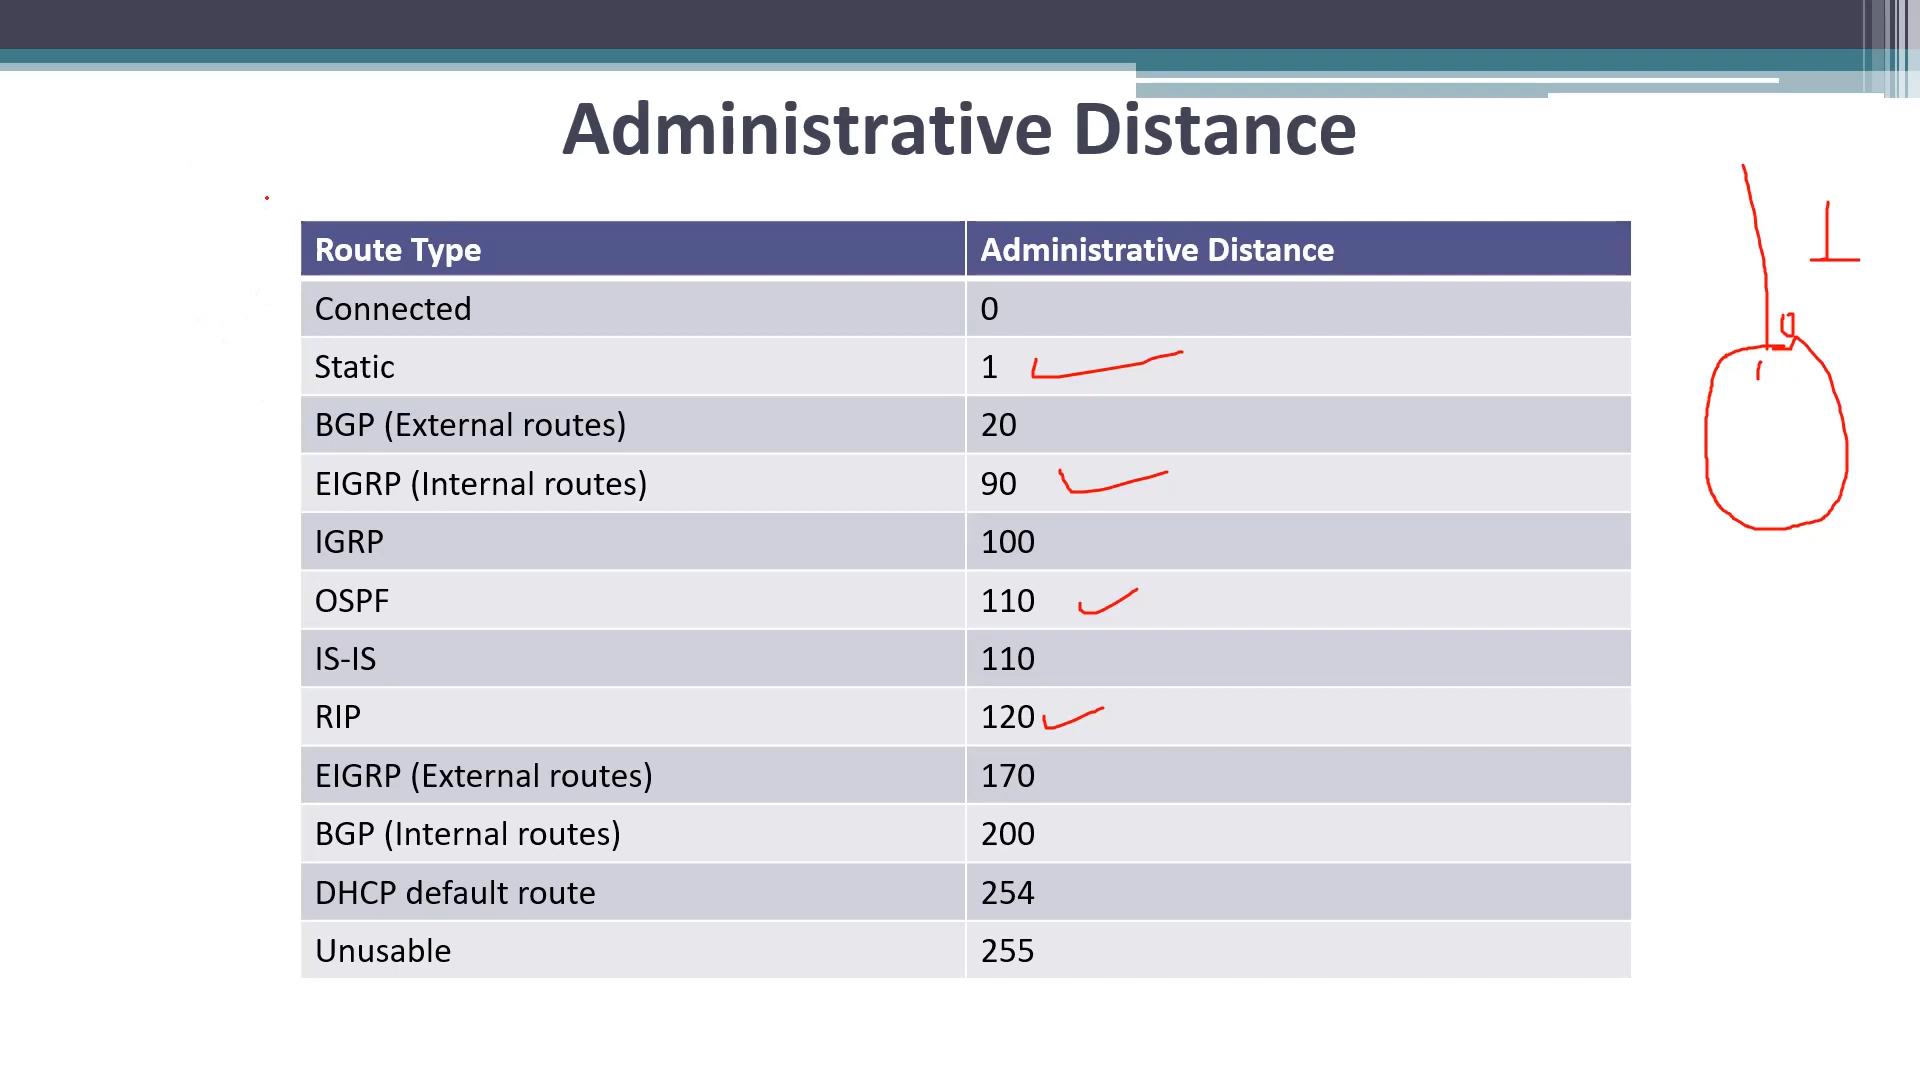 Administrative Distance
Route Type Administrative Distance
Connected 0
Static 1
BGP (External routes) 20
EIGRP (Internal routes) 90
IGRP 100
OSPF 110
IS-IS 110
RIP 120
EIGRP (External routes) 170
BGP (Internal routes) 200
DHCP default route 254
Unusable 255